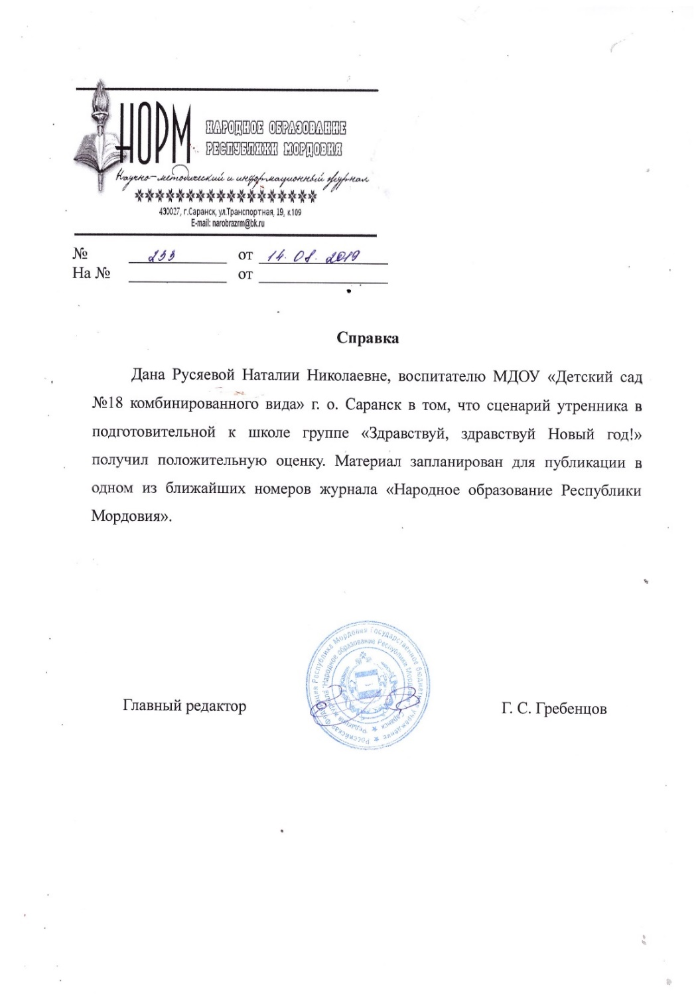 НОРМ
НАРОДНОЕ ОБРАЗОВАНИЕ
РЕСПУБЛИКИ МОРДОВИЯ
Научно-методический и информационный журнал
430027, г.Саранск, ул.Транспортная, 19, к.109
E-mail: narobrazrm@bk.ru
№ 233 от 14. 08. 2019
На № от
Справка
Дана Русяевой Наталии Николаевне, воспитателю МДОУ «Детский сад
№18 комбинированного вида» г. о. Саранск в том, что сценарий утренника в
подготовительной к школе группе «Здравствуй, здравствуй Новый год!»
получил положительную оценку. Материал запланирован для публикации в
одном из ближайших номеров журнала «Народное образование Республики
Мордовия».
Российская Федерация Республика Мордовия Государственное бюджетное учреждение
Редакция журнала "Народное образование Республики Мордовия" Саранск
Главный редактор
Г. С. Гребенцов